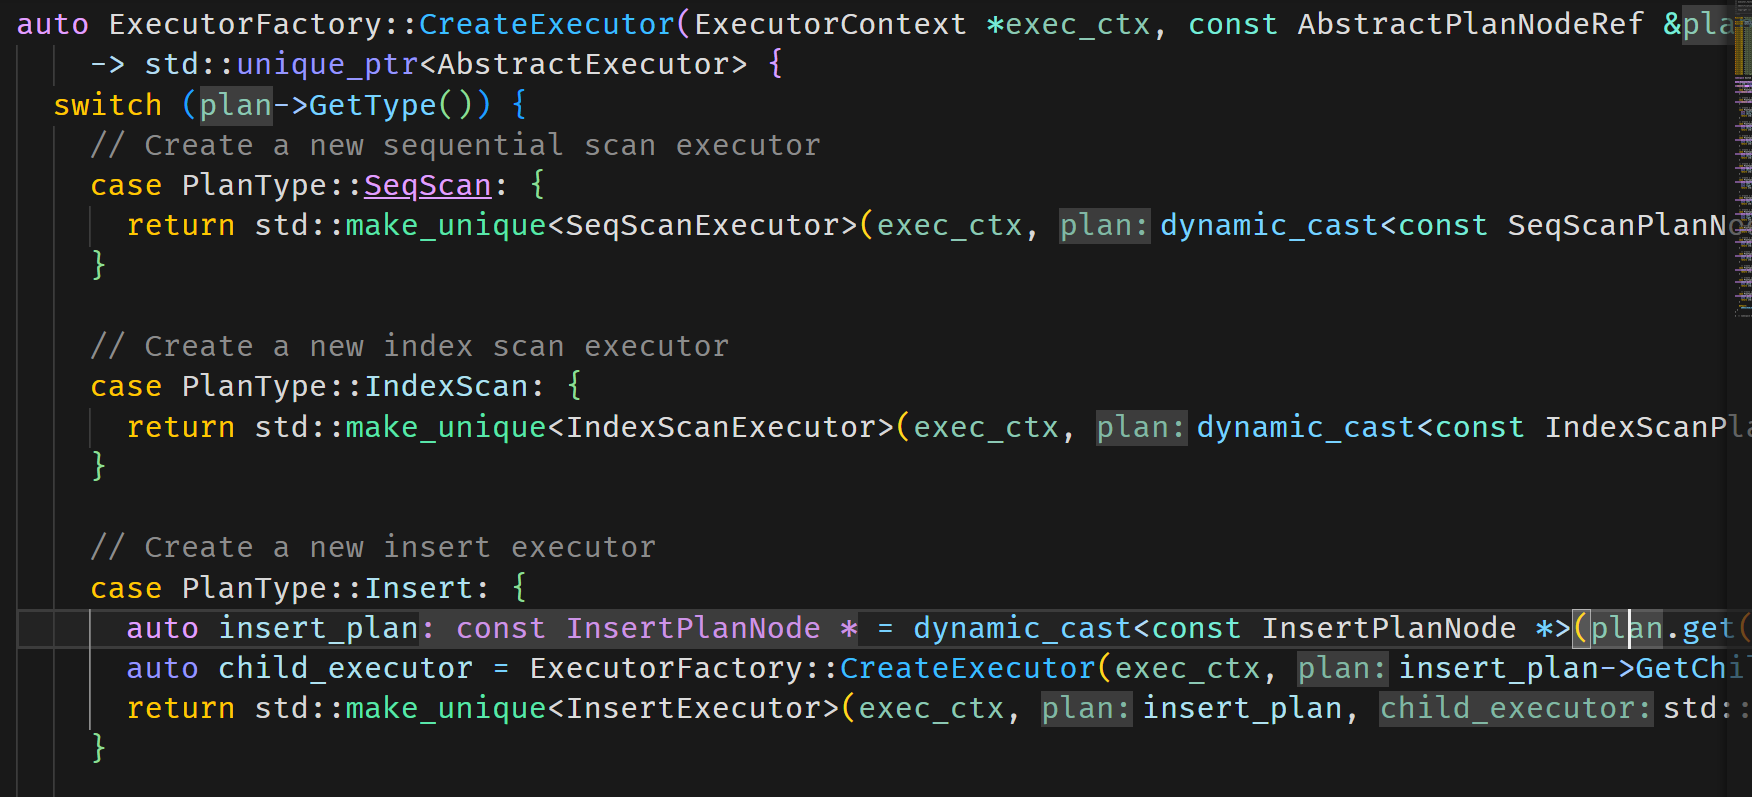 auto ExecutorFactory::CreateExecutor(ExecutorContext *exec_ctx, const AbstractPlanNodeRef &pla
-> std::unique_ptr<AbstractExecutor> {
switch (plan->GetType()) {
// Create a new sequential scan executor
case PlanType::SeqScan: {
return std::make_unique<SeqScanExecutor>(exec_ctx, plan: dynamic_cast<const SeqScanPlanNo
}
// Create a new index scan executor
case PlanType::IndexScan: {
return std::make_unique<IndexScanExecutor>(exec_ctx, plan: dynamic_cast<const IndexScanPla
}
// Create a new insert executor
case PlanType::Insert: {
auto insert_plan: const InsertPlanNode * = dynamic_cast<const InsertPlanNode *>(plan.get(
auto child_executor = ExecutorFactory::CreateExecutor(exec_ctx, plan: insert_plan->GetChi
return std::make_unique<InsertExecutor>(exec_ctx, plan: insert_plan, child_executor: std::
}